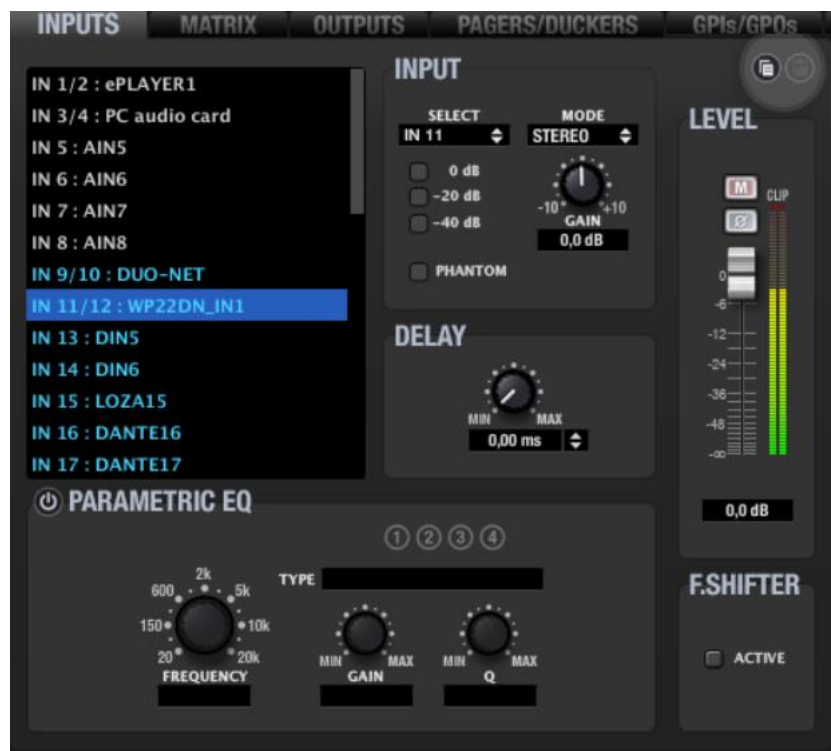 INPUTS MATRIX OUTPUTS PAGERS/DUCKERS GPIs/GPOs
IN 1/2 : ePLAYER1
IN 3/4 : PC audio card
IN 5 : AIN5
IN 6 : AIN6
IN 7 : AIN7
IN 8 : AIN8
IN 9/10 : DUO-NET
IN 11/12 : WP22DN_IN1
IN 13 : DIN5
IN 14 : DIN6
IN 15 : LOZA15
IN 16 : DANTE16
IN 17 : DANTE17
INPUT
SELECT MODE
IN 11 STEREO
0 dB
-20 dB
-40 dB
-10 +10
GAIN
0,0 dB
PHANTOM
DELAY
MIN MAX
0,00 ms
LEVEL
M
CLIP
Ø
0
-6
-12
-24
-36
-48
-∞
0,0 dB
PARAMETRIC EQ
1 2 3 4
TYPE
2k
600 5k
150 10k
20 20k
FREQUENCY
MIN MAX
GAIN
MIN MAX
Q
F.SHIFTER
ACTIVE